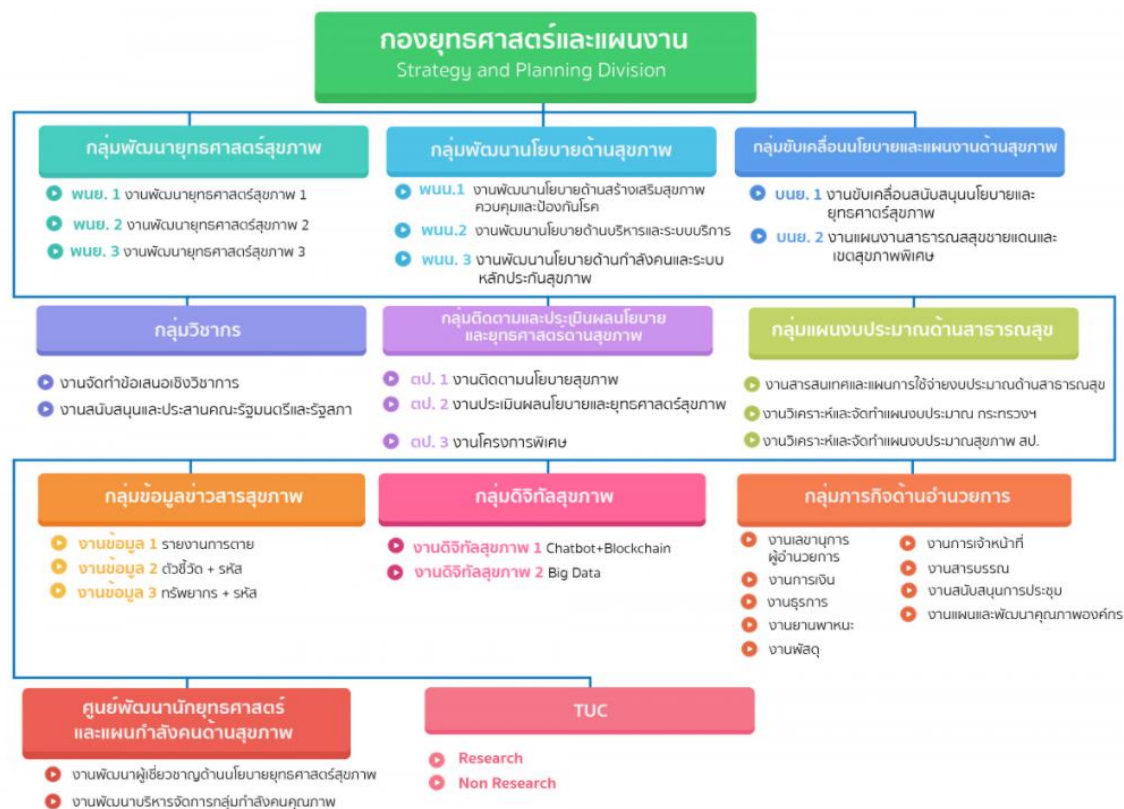 กองยุทธศาสตร์และแผนงาน
Strategy and Planning Division
กลุ่มพัฒนายุทธศาสตร์สุขภาพ
พนย. 1 งานพัฒนายุทธศาสตร์สุขภาพ 1
พนย. 2 งานพัฒนายุทธศาสตร์สุขภาพ 2
พนย. 3 งานพัฒนายุทธศาสตร์สุขภาพ 3
กลุ่มพัฒนานโยบายด้านสุขภาพ
พนน.1 งานพัฒนานโยบายด้านสร้างเสริมสุขภาพ
ควบคุมและป้องกันโรค
พนน.2 งานพัฒนานโยบายด้านบริหารและระบบบริการ
พนน. 3 งานพัฒนานโยบายด้านกำลังคนและระบบ
หลักประกันสุขภาพ
กลุ่มขับเคลื่อนนโยบายและแผนงานด้านสุขภาพ
บนย. 1 งานขับเคลื่อนสนับสนุนนโยบายและ
ยุทธศาตร์สุขภาพ
บนย. 2 งานแผนงานสาธารณสสุขชายแดนและ
เขตสุขภาพพิเศษ
กลุ่มวิชากร
งานจัดทำข้อเสนอเชิงวิชาการ
งานสนับสนุนและประสานคณะรัฐมนตรีและรัฐสภา
กลุ่มติดตามและประเมินผลนโยบาย
และยุทธศาสตร์ด้านสุขภาพ
ตป. 1 งานติดตามนโยบายสุขภาพ
ตป. 2 งานประเมินผลนโยบายและยุทธศาสตร์สุขภาพ
ตป. 3 งานโครงการพิเศษ
กลุ่มแผนงบประมาณด้านสาธารณสุข
งานสารสนเทศและแผนการใช้จ่ายงบประมาณด้านสาธารณสุข
งานวิเคราะห์และจัดทำแผนงบประมาณ กระทรวงฯ
งานวิเคราะห์และจัดทำแผนงบประมาณสุขภาพ สป.
กลุ่มข้อมูลข่าวสารสุขภาพ
งานข้อมูล 1 รายงานการตาย
งานข้อมูล 2 ตัวชี้วัด + รหัส
งานข้อมูล 3 ทรัพยากร + รหัส
กลุ่มดิจิทัลสุขภาพ
งานดิจิทัลสุขภาพ 1 Chatbot+Blockchain
งานดิจิทัลสุขภาพ 2 Big Data
กลุ่มภารกิจด้านอำนวยการ
งานเลขานุการ
ผู้อำนวยการ
งานการเงิน
งานธุรการ
งานยานพาหนะ
งานพัสดุ
งานการเจ้าหน้าที่
งานสารบรรณ
งานสนับสนุนการประชุม
งานแผนและพัฒนาคุณภาพองค์กร
ศูนย์พัฒนานักยุทธศาสตร์
และแผนกำลังคนด้านสุขภาพ
งานพัฒนาผู้เชี่ยวชาญด้านนโยบายยุทธศาสตร์สุขภาพ
งานพัฒนาบริหารจัดการกลุ่มกำลังคนคุณภาพ
TUC
Research
Non Research